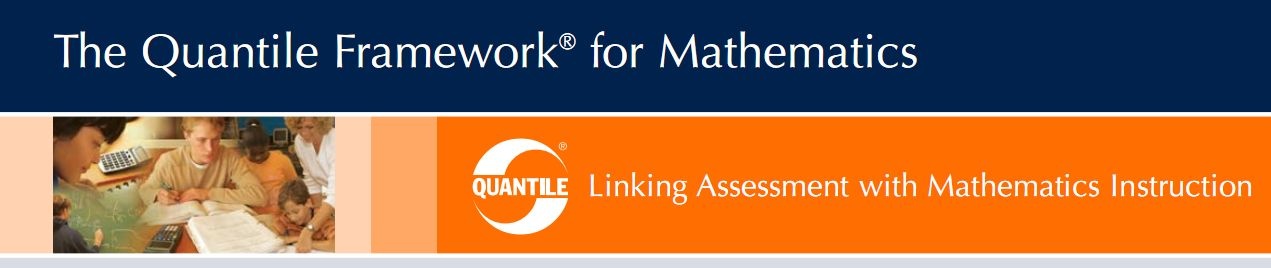 The Quantile Framework® for Mathematics
QUANTILE® Linking Assessment with Mathematics Instruction